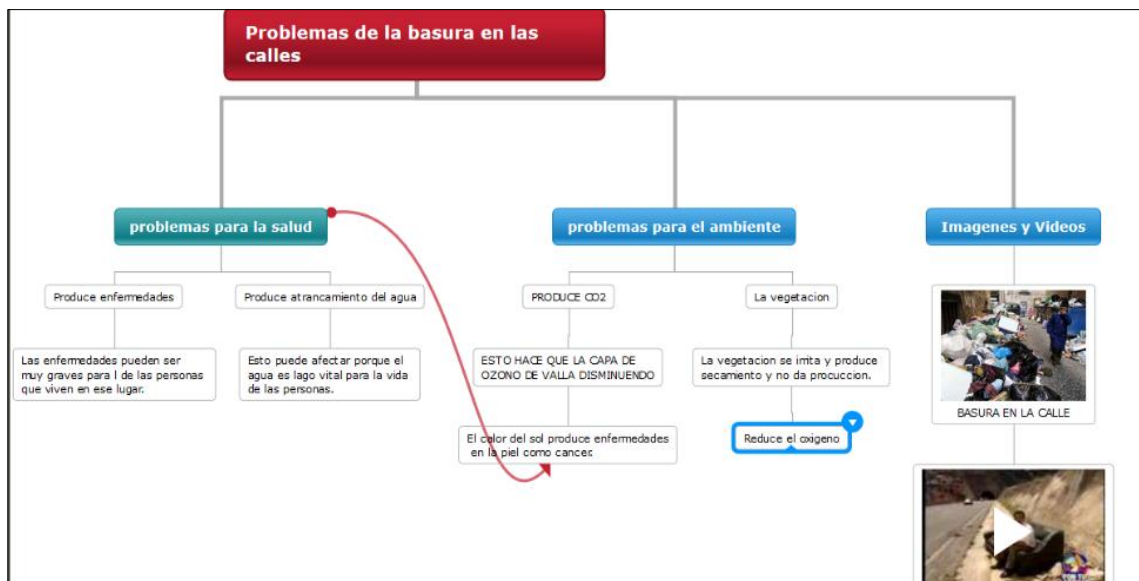 Problemas de la basura en las
calles
problemas para la salud
problemas para el ambiente
Imagenes y Videos
Produce enfermedades
Produce atrancamiento del agua
PRODUCE CO2
La vegetacion
Las enfermedades pueden ser
muy graves para l de las personas
que viven en ese lugar.
Esto puede afectar porque el
agua es lago vital para la vida
de las personas.
ESTO HACE QUE LA CAPA DE
OZONO DE VALLA DISMINUENDO
La vegetacion se irrita y produce
secamiento y no da procuccion.
BASURA EN LA CALLE
El calor del sol produce enfermedades
en la piel como cancer.
Reduce el oxigeno